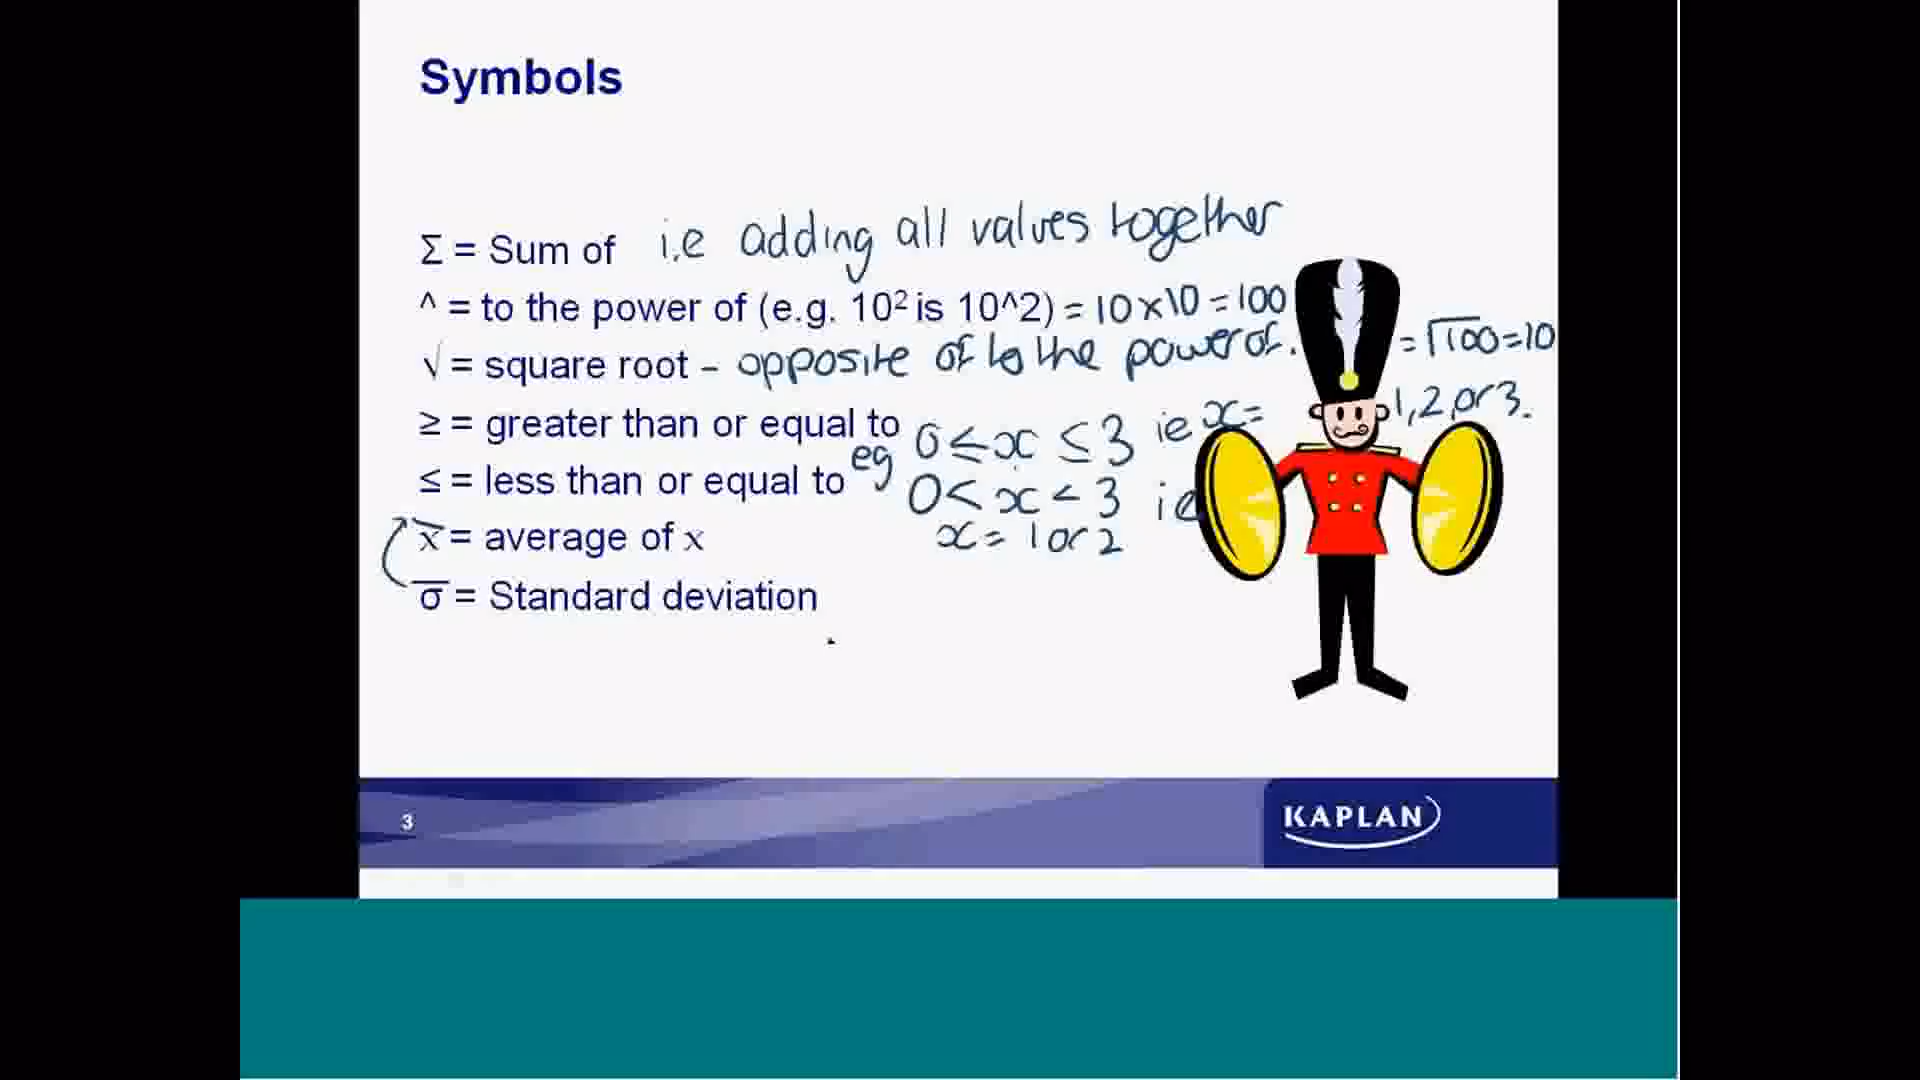 Symbols
Σ = Sum of i.e adding all values together
^ = to the power of (e.g. 10² is 10^2) = 10×10 = 100
√ = square root - opposite of to the power of. = √100 = 10
≥ = greater than or equal to 0 ≤ x ≤ 3 ie x = 1, 2, or 3.
≤ = less than or equal to eg 0 < x < 3 ie
x̄ = average of x x = 1 or 2
σ̅ = Standard deviation
3 KAPLAN